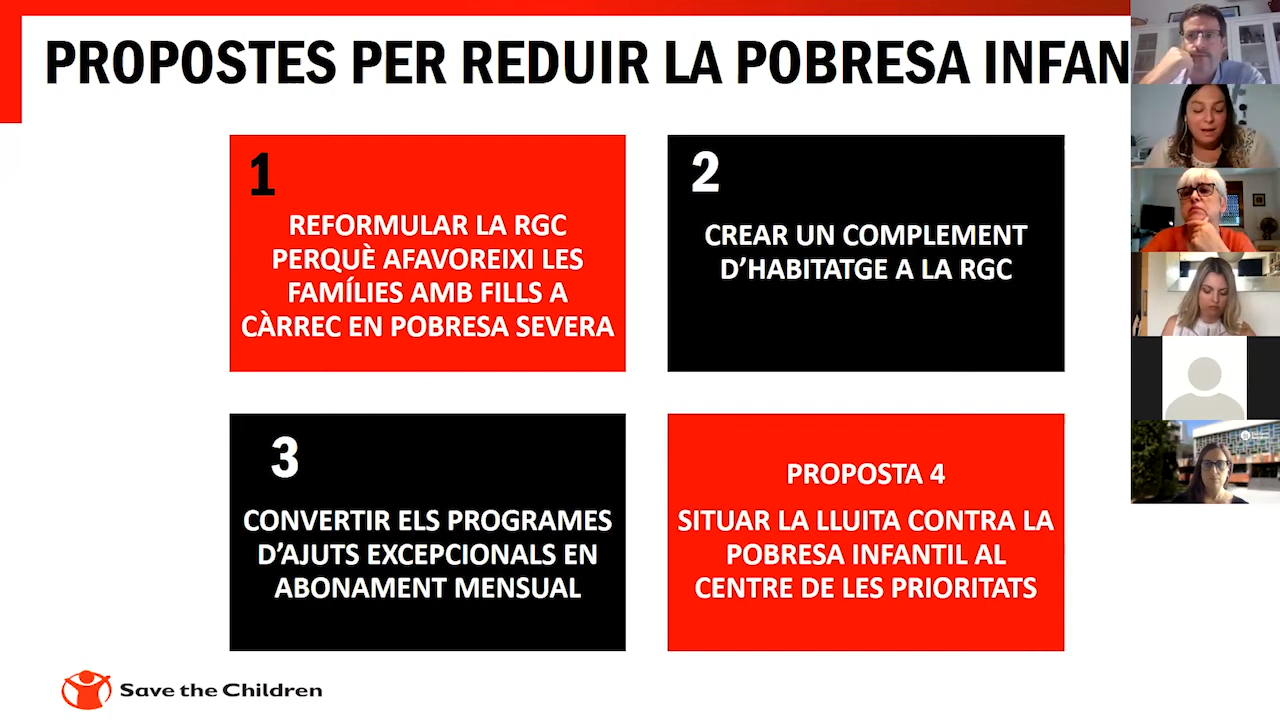 PROPOSTES PER REDUIR LA POBRESA INFAN
1
REFORMULAR LA RGC
PERQUÈ AFAVOREIXI LES
FAMÍLIES AMB FILLS A
CÀRREC EN POBRESA SEVERA
2
CREAR UN COMPLEMENT
D’HABITATGE A LA RGC
3
CONVERTIR ELS PROGRAMES
D’AJUTS EXCEPCIONALS EN
ABONAMENT MENSUAL
PROPOSTA 4
SITUAR LA LLUITA CONTRA LA
POBRESA INFANTIL AL
CENTRE DE LES PRIORITATS
Save the Children